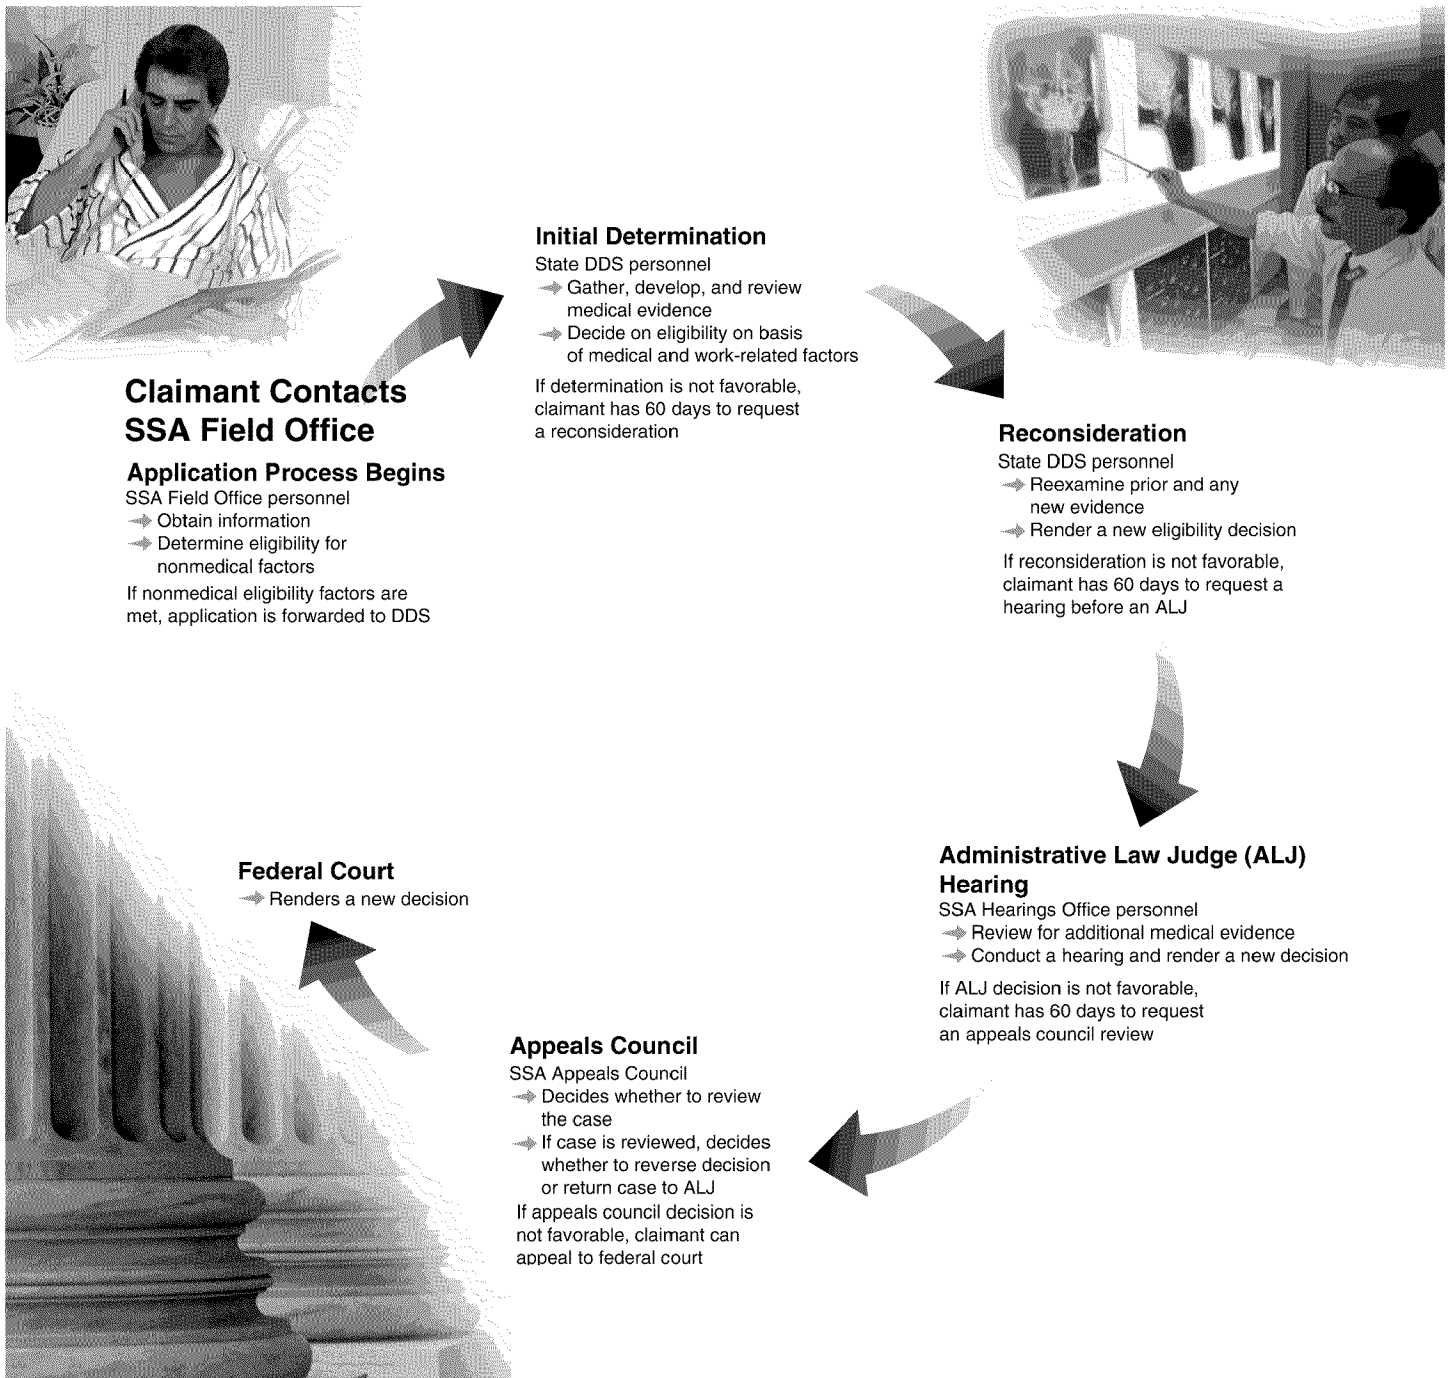 Claimant Contacts
SSA Field Office
Application Process Begins
SSA Field Office personnel
Obtain information
Determine eligibility for
nonmedical factors
If nonmedical eligibility factors are
met, application is forwarded to DDS
Initial Determination
State DDS personnel
Gather, develop, and review
medical evidence
Decide on eligibility on basis
of medical and work-related factors
If determination is not favorable,
claimant has 60 days to request
a reconsideration
Reconsideration
State DDS personnel
Reexamine prior and any
new evidence
Render a new eligibility decision
If reconsideration is not favorable,
claimant has 60 days to request a
hearing before an ALJ
Administrative Law Judge (ALJ)
Hearing
SSA Hearings Office personnel
Review for additional medical evidence
Conduct a hearing and render a new decision
If ALJ decision is not favorable,
claimant has 60 days to request
an appeals council review
Appeals Council
SSA Appeals Council
Decides whether to review
the case
If case is reviewed, decides
whether to reverse decision
or return case to ALJ
If appeals council decision is
not favorable, claimant can
appeal to federal court
Federal Court
Renders a new decision